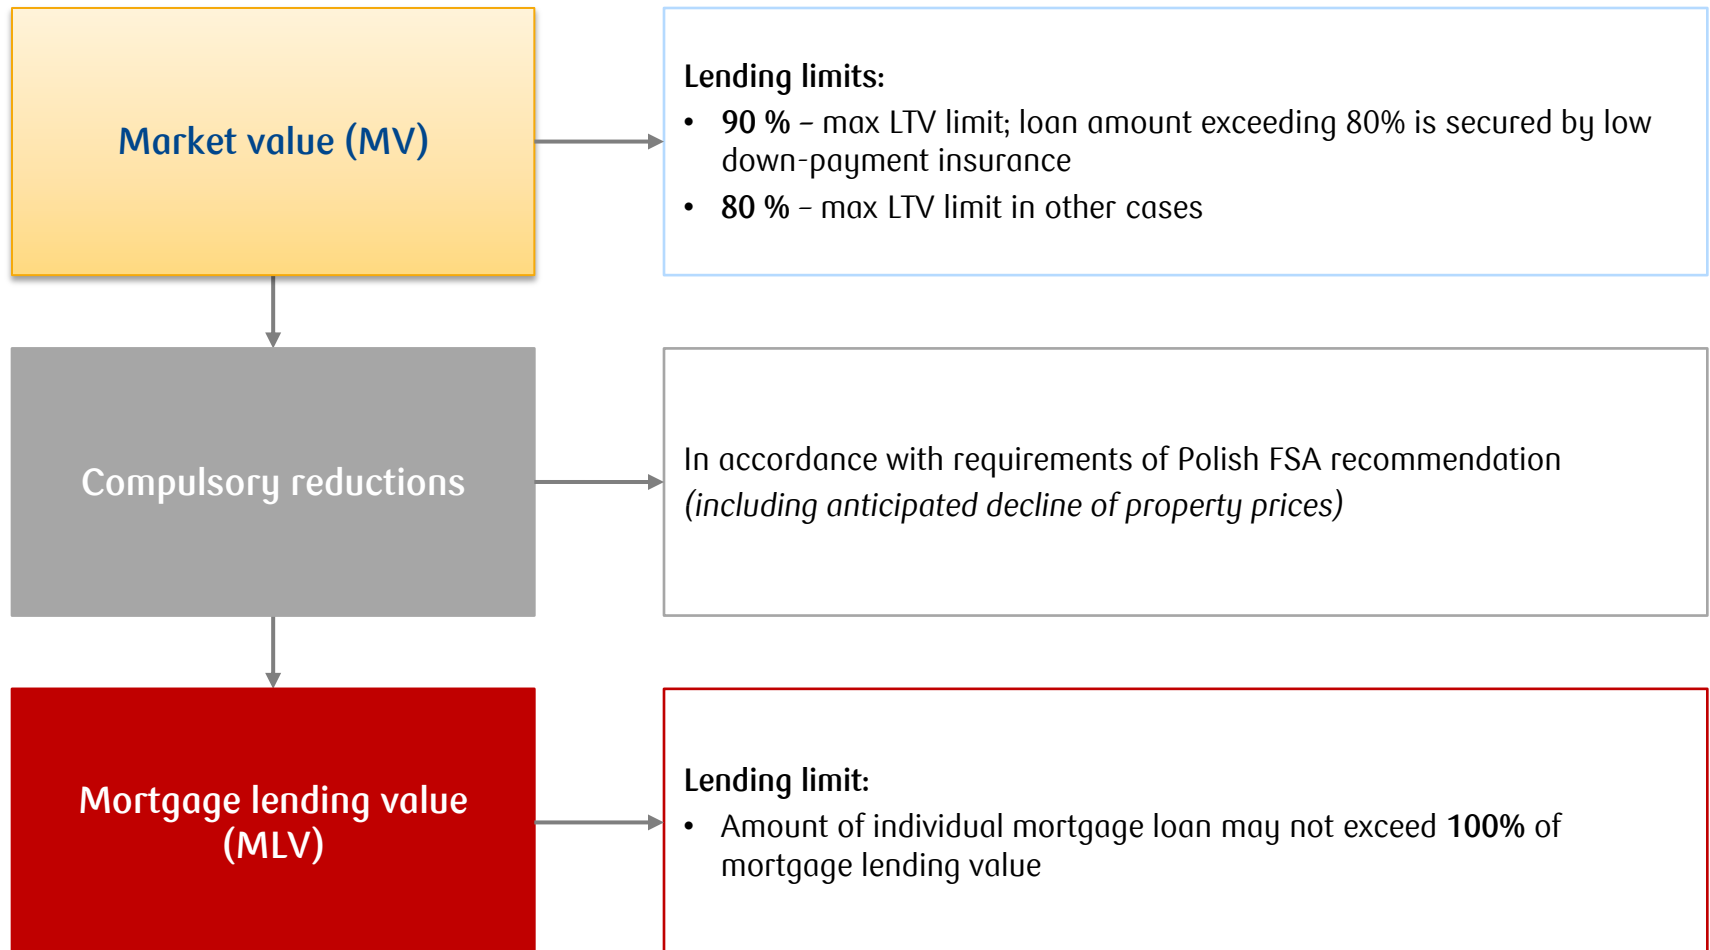 Market value (MV)
Lending limits:
• 90 % – max LTV limit; loan amount exceeding 80% is secured by low
down-payment insurance
• 80 % – max LTV limit in other cases
Compulsory reductions
In accordance with requirements of Polish FSA recommendation
(including anticipated decline of property prices)
Mortgage lending value
(MLV)
Lending limit:
• Amount of individual mortgage loan may not exceed 100% of
mortgage lending value